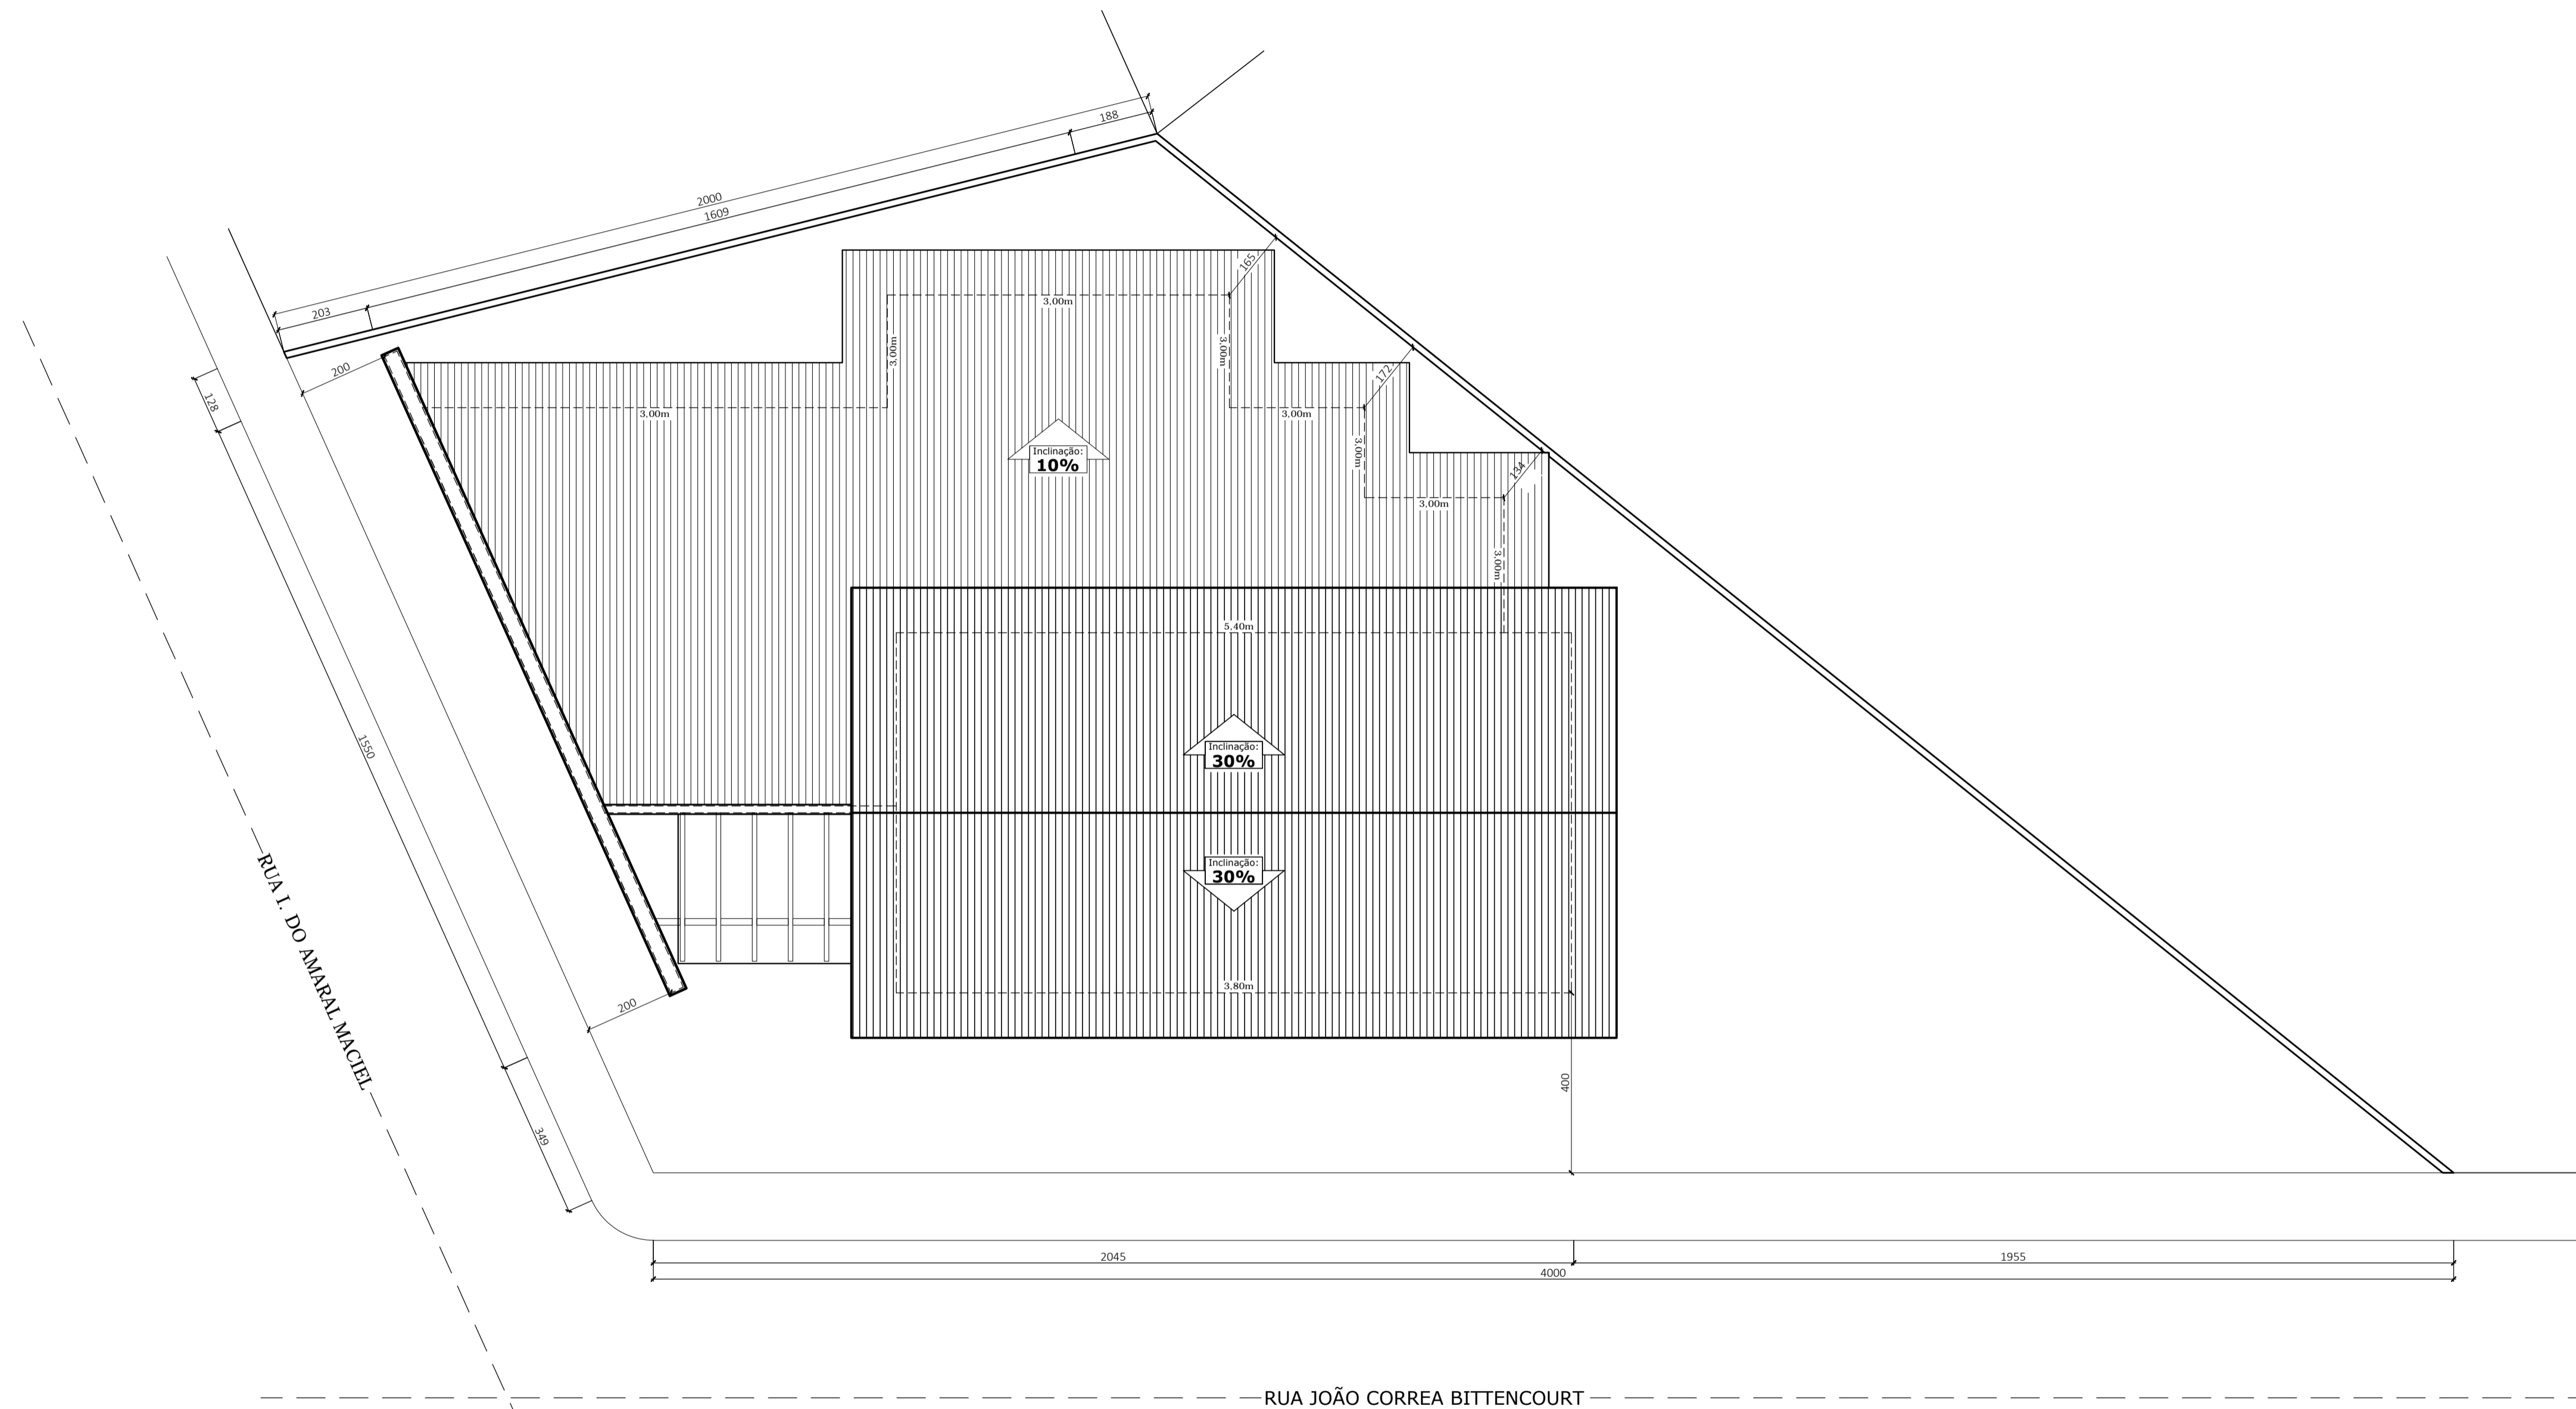 188
2000
1609
203
200
128
165
3,00m
3,00m
3,00m
172
3,00m
3,00m
Inclinação:
10%
3,00m
134
3,00m
3,00m
5,40m
1550
Inclinação:
30%
Inclinação:
30%
RUA I. DO AMARAL MACIEL
3,80m
200
400
349
2045
1955
4000
RUA JOÃO CORREA BITTENCOURT